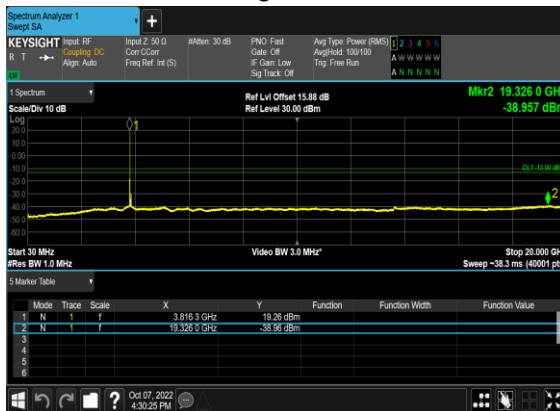 Spectrum Analyzer 1
Swept SA
+
KEYSIGHT Input: RF Input Z: 50 Ω #Atten: 30 dB PNO: Fast Avg Type: Power (RMS) 1 2 3 4 5 6
R T Coupling: DC Corr CCorr Gate: Off Avg|Hold: 100/100 A W W W W W
Align: Auto Freq Ref: Int (S) IF Gain: Low Trig: Free Run
Sig Track: Off A N N N N N
1 Spectrum Ref Lvl Offset 15.88 dB Mkr2 19.326 0 GH
Scale/Div 10 dB Ref Level 30.00 dBm -38.957 dBr
Log
20.0
10.0
0.00
-10.0
DL1 -13.00 dB
-20.0
-30.0
-40.0
-50.0
-60.0
1
2
Start 30 MHz Video BW 3.0 MHz* Stop 20.000 GH
#Res BW 1.0 MHz Sweep ~38.3 ms (40001 pt
5 Marker Table
Mode Trace Scale X Y Function Function Width Function Value
1 N 1 f 3.816 3 GHz 19.26 dBm
2 N 1 f 19.326 0 GHz -38.96 dBm
3
4
5
6
? Oct 07, 2022
4:30:25 PM